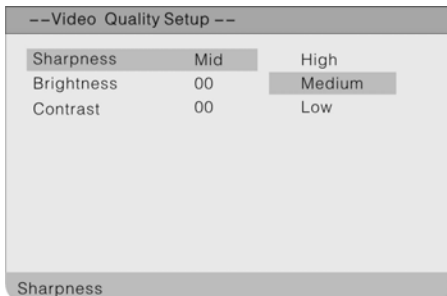 --Video Quality Setup --
Sharpness Mid High
Brightness 00 Medium
Contrast 00 Low
Sharpness